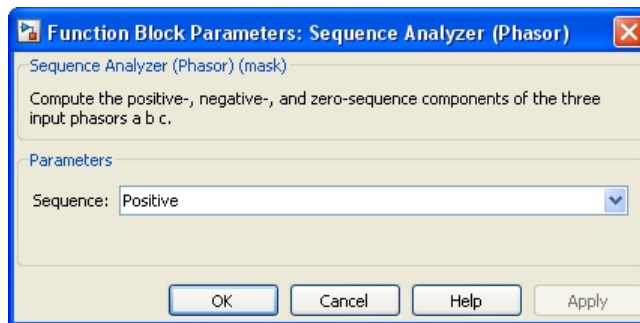 Function Block Parameters: Sequence Analyzer (Phasor)
Sequence Analyzer (Phasor) (mask)
Compute the positive-, negative-, and zero-sequence components of the three
input phasors a b c.
Parameters
Sequence: Positive
OK Cancel Help Apply